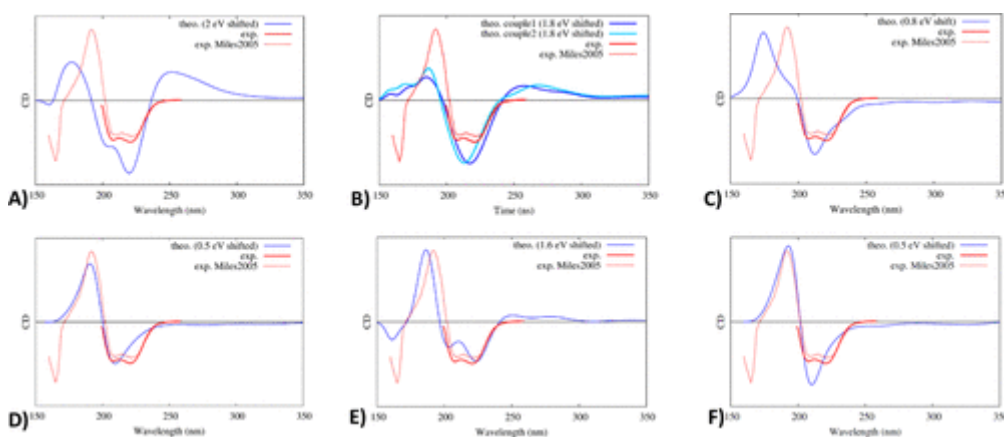 theo. (2 eV shifted)
exp.
exp. Miles2005
CD
150 200 250 300 350
Wavelength (nm)
A)
theo. couple1 (1.8 eV shifted)
theo. couple2 (1.8 eV shifted)
exp.
exp. Miles2005
CD
150 200 250 300 350
Time (ns)
B)
theo. (0.8 eV shift)
exp.
exp. Miles2005
CD
150 200 250 300 350
Wavelength (nm)
C)
theo. (0.5 eV shifted)
exp.
exp. Miles2005
CD
150 200 250 300 350
Wavelength (nm)
D)
theo. (1.6 eV shifted)
exp.
exp. Miles2005
CD
150 200 250 300 350
Wavelength (nm)
E)
theo. (0.5 eV shifted)
exp.
exp. Miles2005
CD
150 200 250 300 350
Wavelength (nm)
F)